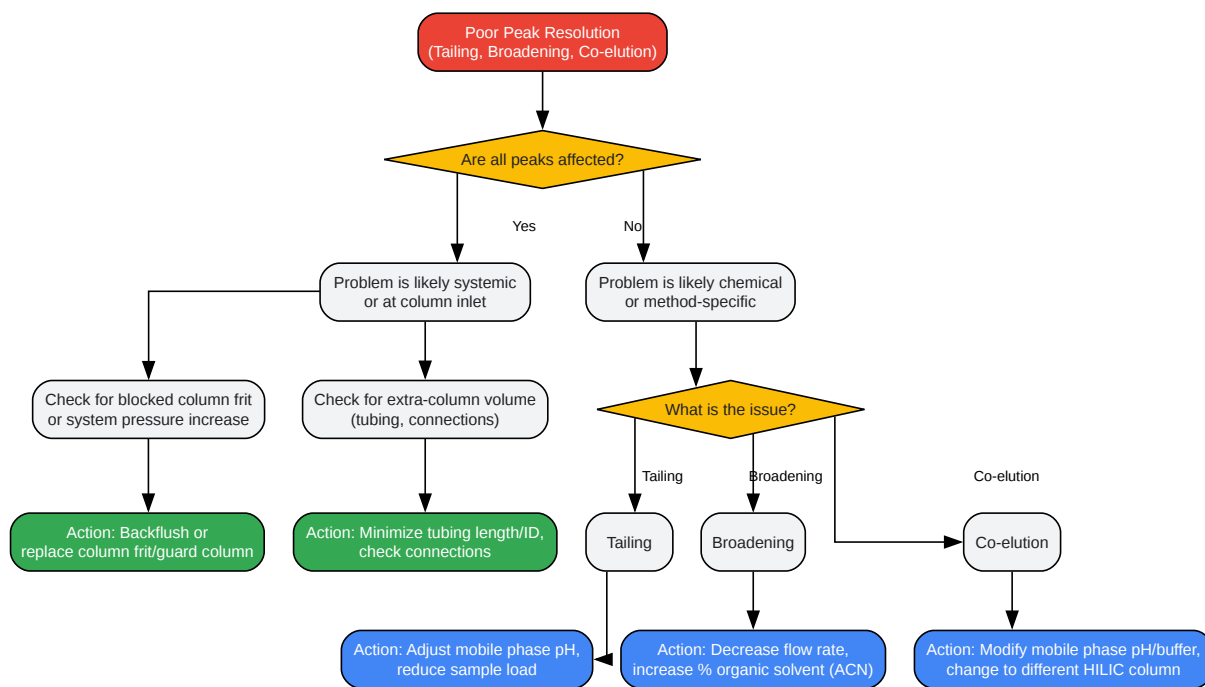 Poor Peak Resolution
(Tailing, Broadening, Co-elution)
Are all peaks affected?
Yes
No
Problem is likely systemic
or at column inlet
Problem is likely chemical
or method-specific
Check for blocked column frit
or system pressure increase
Check for extra-column volume
(tubing, connections)
What is the issue?
Tailing
Broadening
Co-elution
Action: Backflush or
replace column frit/guard column
Action: Minimize tubing length/ID,
check connections
Tailing
Broadening
Co-elution
Action: Adjust mobile phase pH,
reduce sample load
Action: Decrease flow rate,
increase % organic solvent (ACN)
Action: Modify mobile phase pH/buffer,
change to different HILIC column